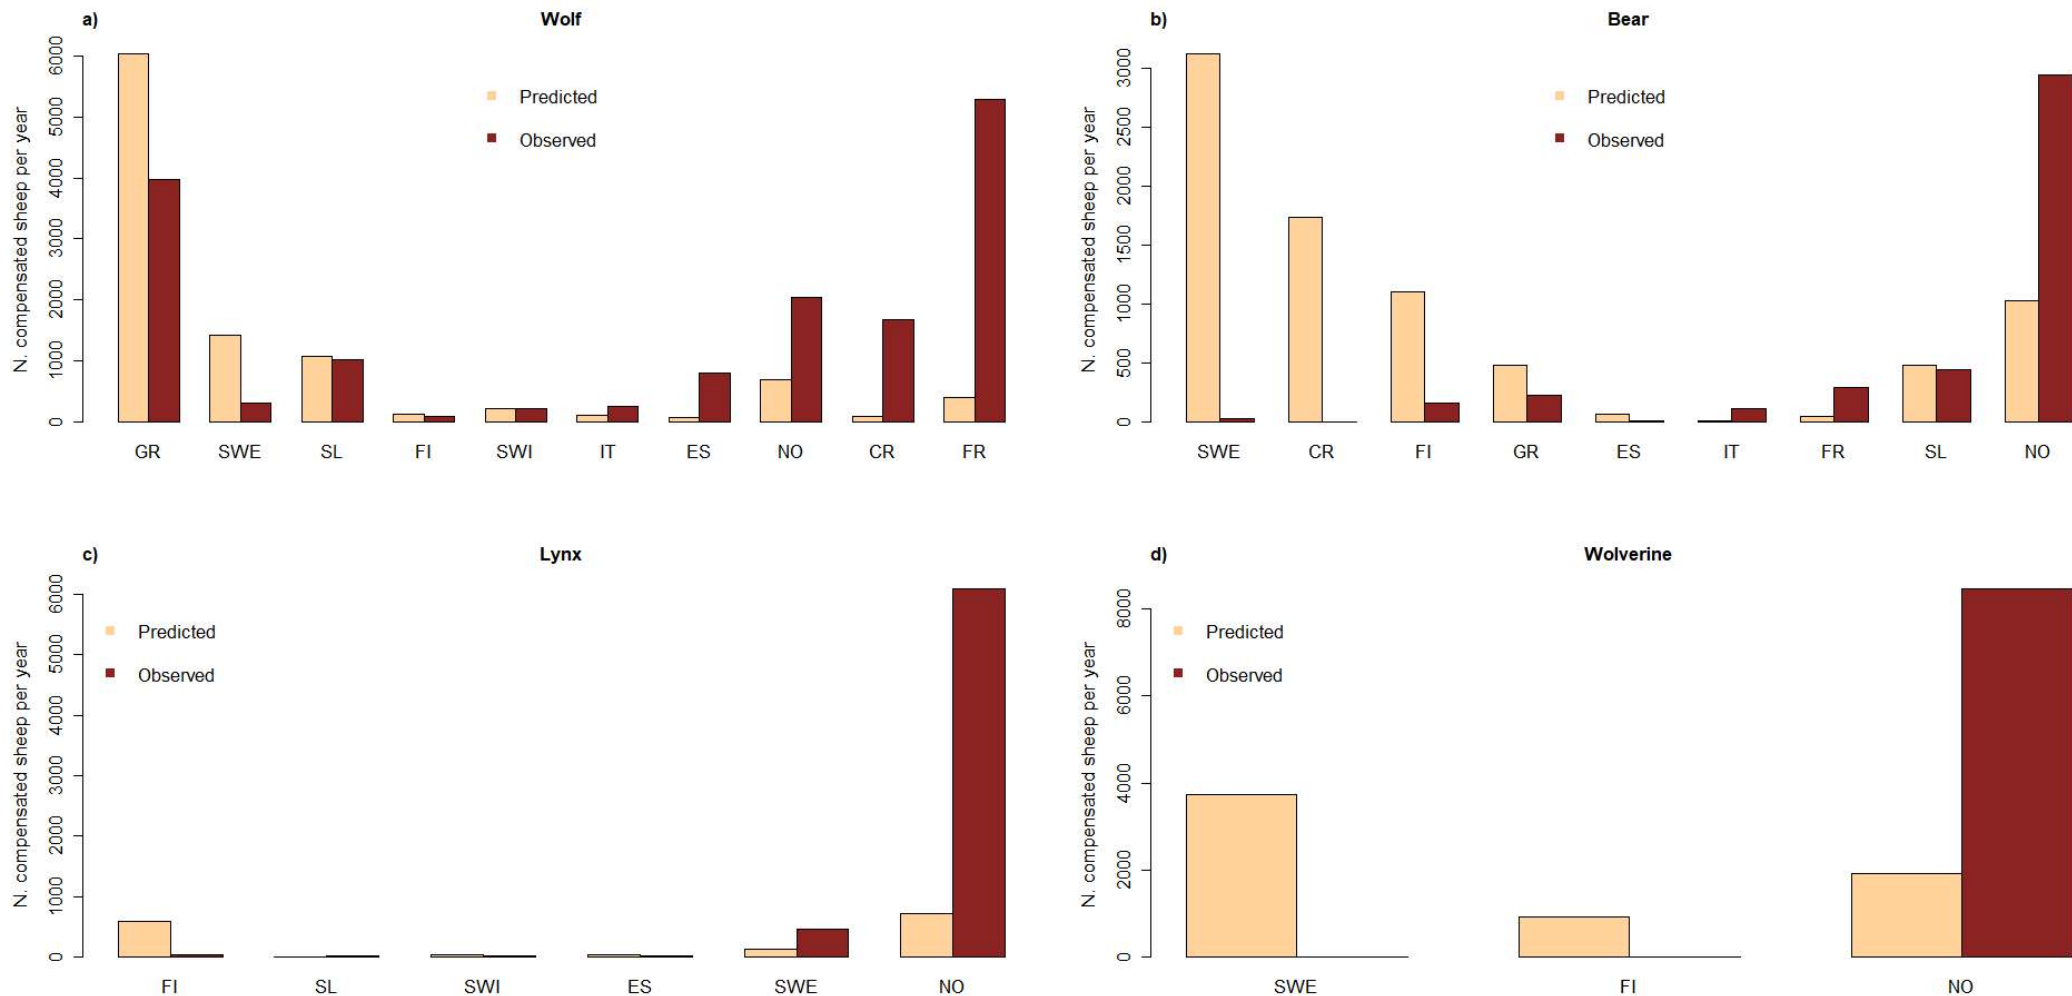 a) Wolf
N. compensated sheep per year
6000
5000
4000
3000
2000
1000
0
Predicted
Observed
GR SWE SL FI SWI IT ES NO CR FR
b) Bear
N. compensated sheep per year
3000
2500
2000
1500
1000
500
0
Predicted
Observed
SWE CR FI GR ES IT FR SL NO
c) Lynx
N. compensated sheep per year
6000
5000
4000
3000
2000
1000
0
Predicted
Observed
FI SL SWI ES SWE NO
d) Wolverine
N. compensated sheep per year
8000
6000
4000
2000
0
Predicted
Observed
SWE FI NO